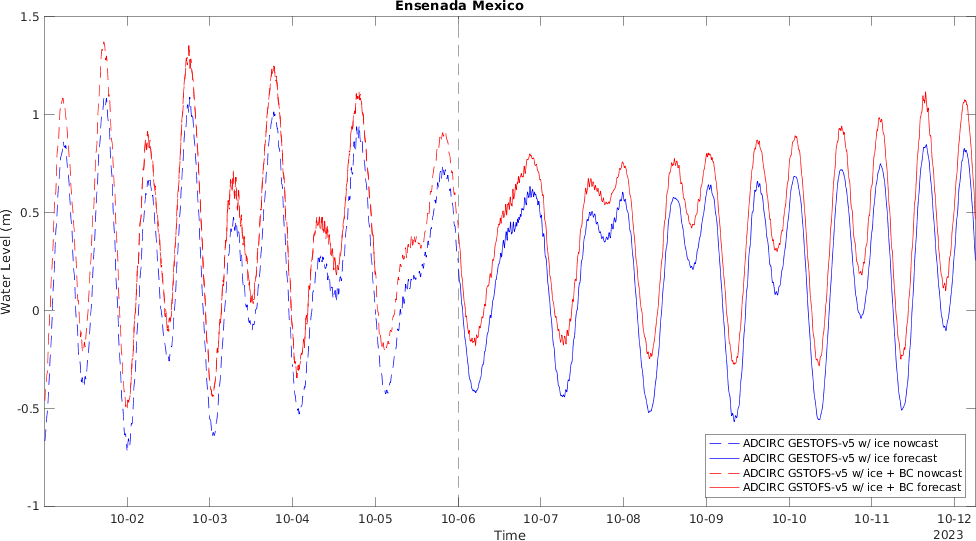 Ensenada Mexico
Water Level (m)
1.5
1
0.5
0
-0.5
-1
10-02 10-03 10-04 10-05 10-06 10-07 10-08 10-09 10-10 10-11 10-12
2023
Time
ADCIRC GESTOFS-v5 w/ ice nowcast
ADCIRC GESTOFS-v5 w/ ice forecast
ADCIRC GSTOFS-v5 w/ ice + BC nowcast
ADCIRC GSTOFS-v5 w/ ice + BC forecast